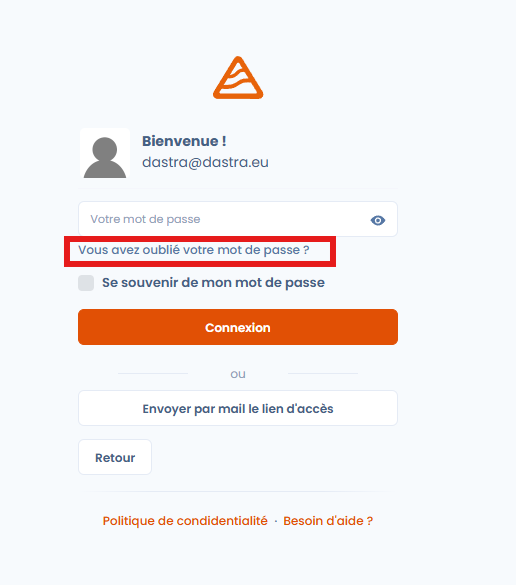 Bienvenue !
dastra@dastra.eu
Votre mot de passe
Vous avez oublié votre mot de passe ?
Se souvenir de mon mot de passe
Connexion
ou
Envoyer par mail le lien d'accès
Retour
Politique de condidentialité · Besoin d'aide ?